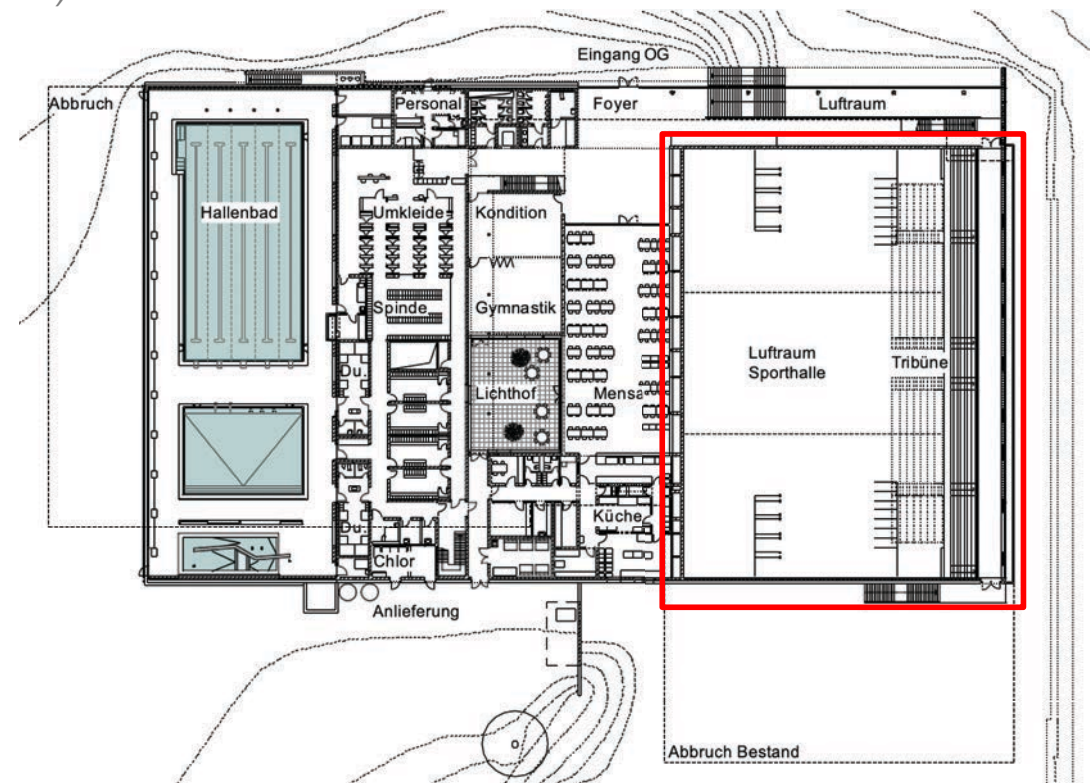 Eingang OG
Abbruch
Personal
Foyer
Luftraum
Hallenbad
Umkleide
Kondition
Spinde
Gymnastik
Luftraum
Sporthalle
Tribüne
Du.
Lichthof
Mensa
Küche
Du.
Chlor
Anlieferung
Abbruch Bestand